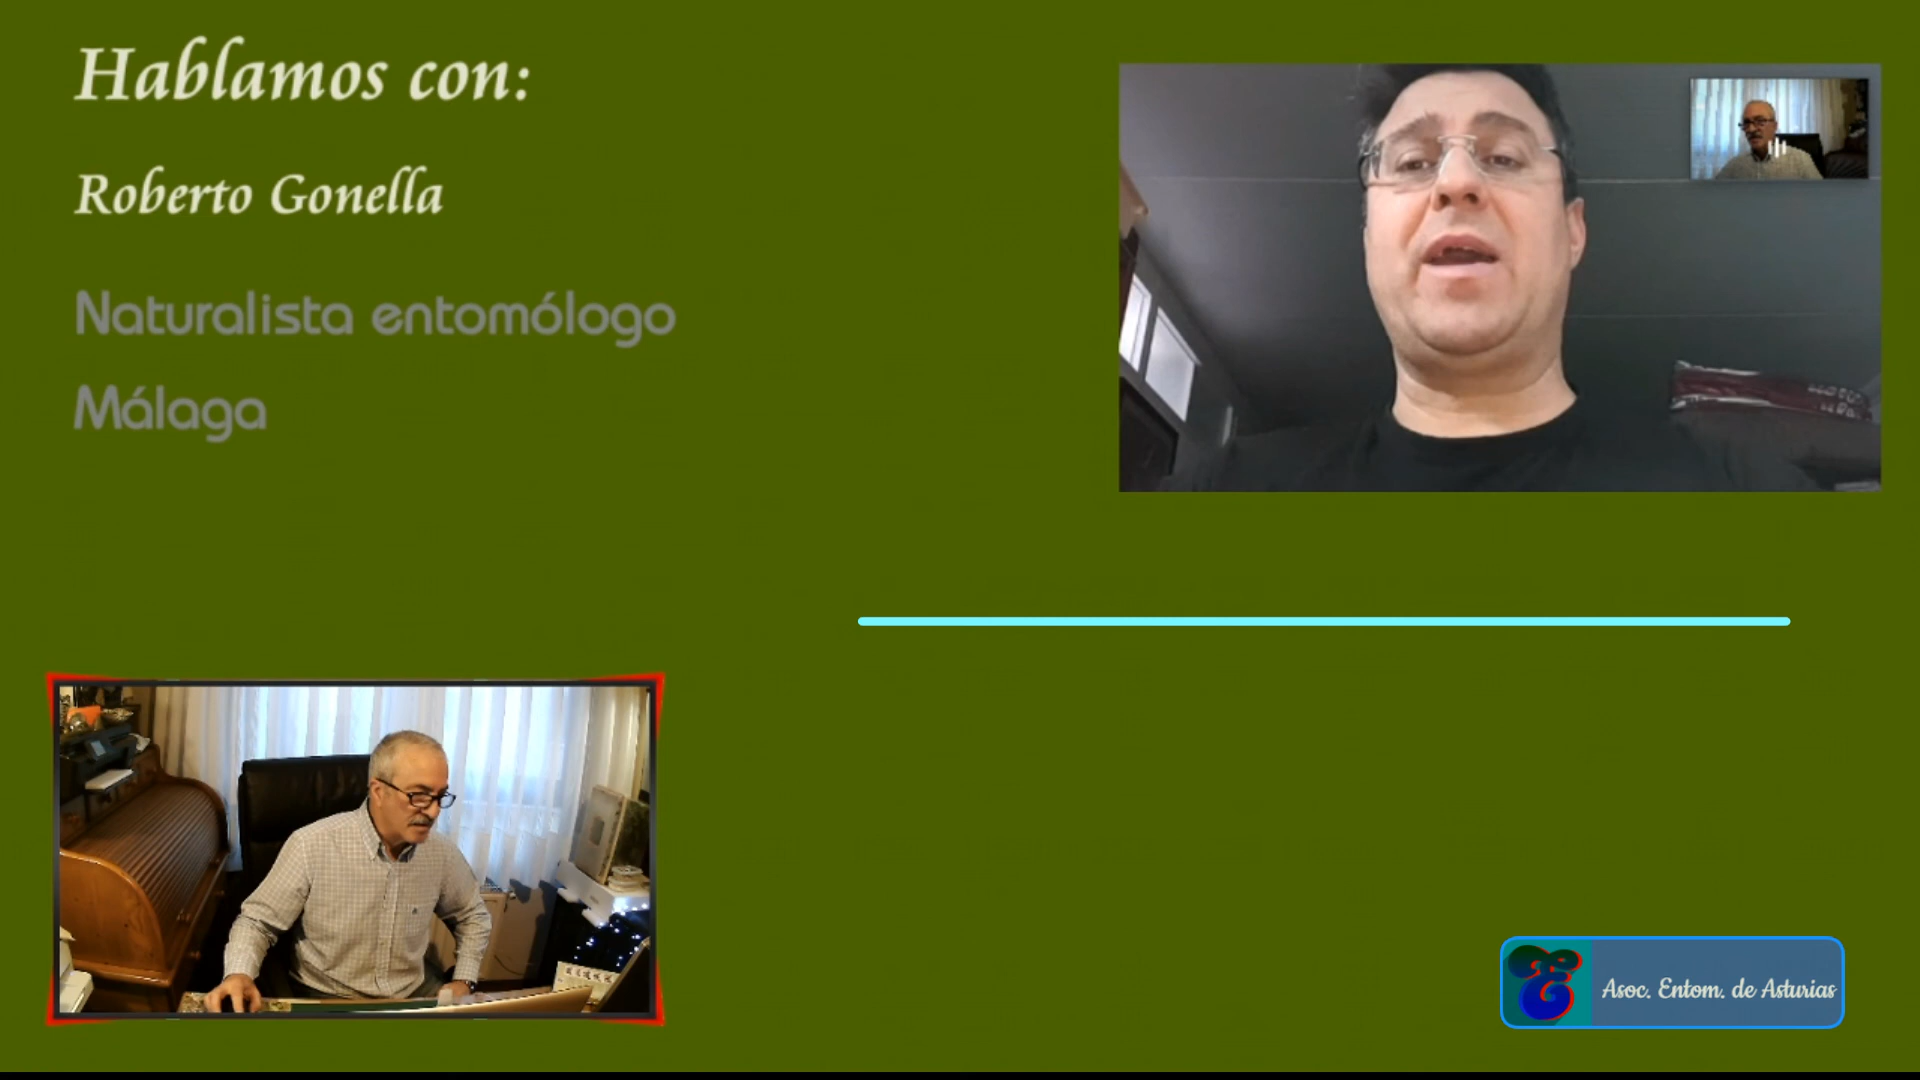 Hablamos con:
Roberto Gonella
Naturalista entomólogo
Málaga
Asoc. Entom. de Asturias